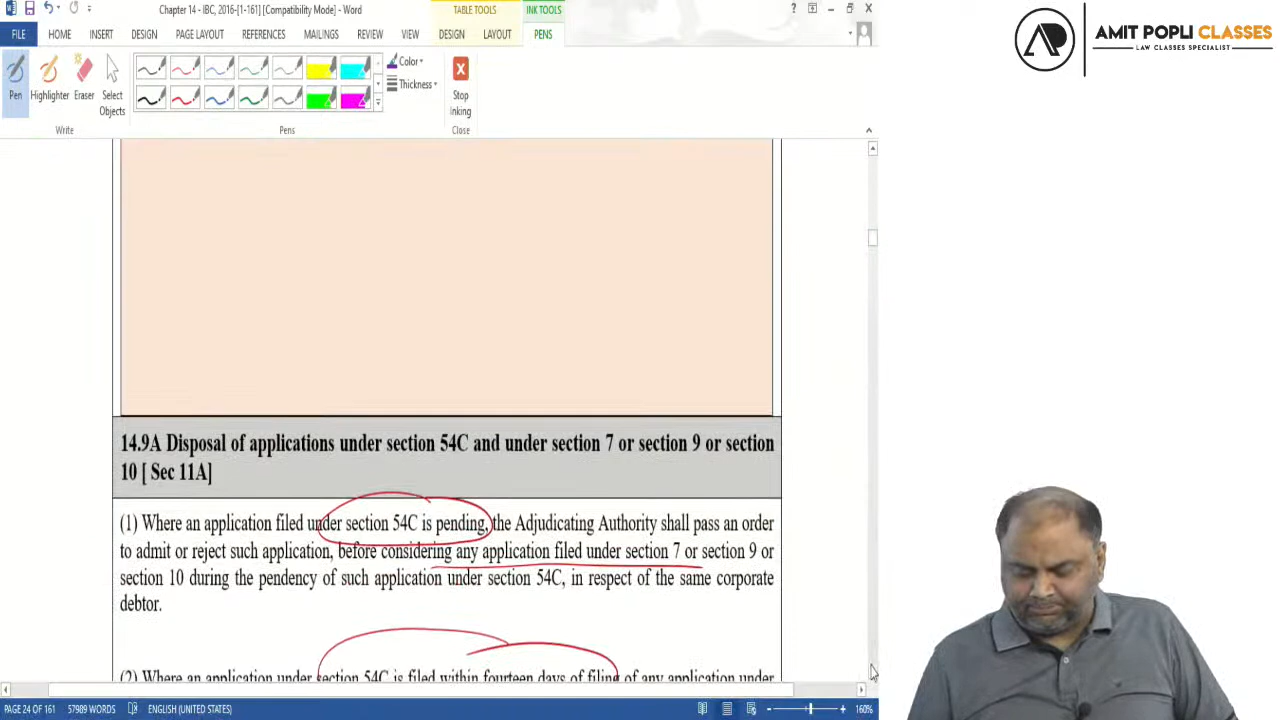 Chapter 14 - IBC, 2016-[1-161] [Compatibility Mode] - Word
TABLE TOOLS
INK TOOLS
FILE HOME INSERT DESIGN PAGE LAYOUT REFERENCES MAILINGS REVIEW VIEW DESIGN LAYOUT PENS
Pen
Highlighter
Eraser
Select
Objects
Color
Thickness
Stop
Inking
Write
Pens
Close
AP
AMIT POPLI CLASSES
LAW CLASSES SPECIALIST
14.9A Disposal of applications under section 54C and under section 7 or section 9 or section
10 [ Sec 11A]
(1) Where an application filed under section 54C is pending, the Adjudicating Authority shall pass an order
to admit or reject such application, before considering any application filed under section 7 or section 9 or
section 10 during the pendency of such application under section 54C, in respect of the same corporate
debtor.
(2) Where an application under section 54C is filed within fourteen days of filing of any application under
PAGE 24 OF 161
57989 WORDS
ENGLISH (UNITED STATES)
160%